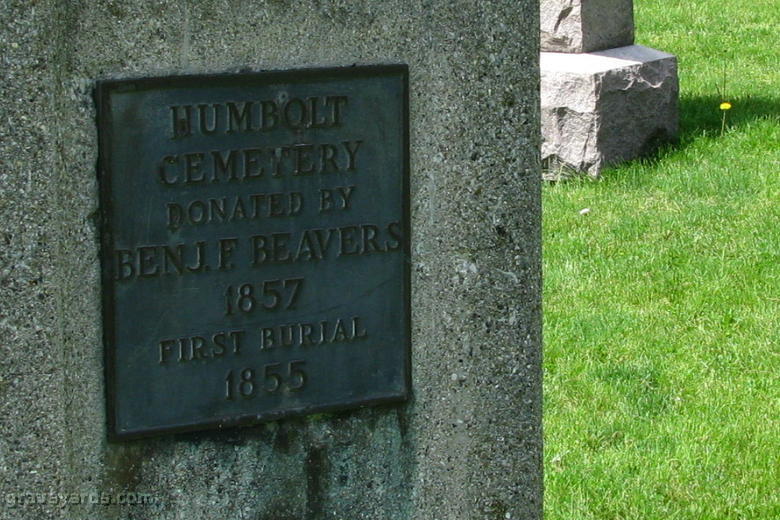 HUMBOLT
CEMETERY
DONATED BY
BENJ. F. BEAVERS
1857
FIRST BURIAL
1855
graveyards.com